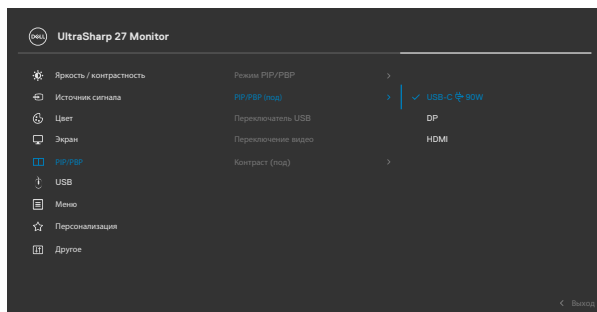 DELL UltraSharp 27 Monitor
Яркость / контрастность Режим PIP/PBP
Источник сигнала PIP/PBP (под) USB-C 90W
Цвет Переключатель USB DP
Экран Переключение видео HDMI
PIP/PBP Контраст (под)
USB
Меню
Персонализация
Другое
Выход